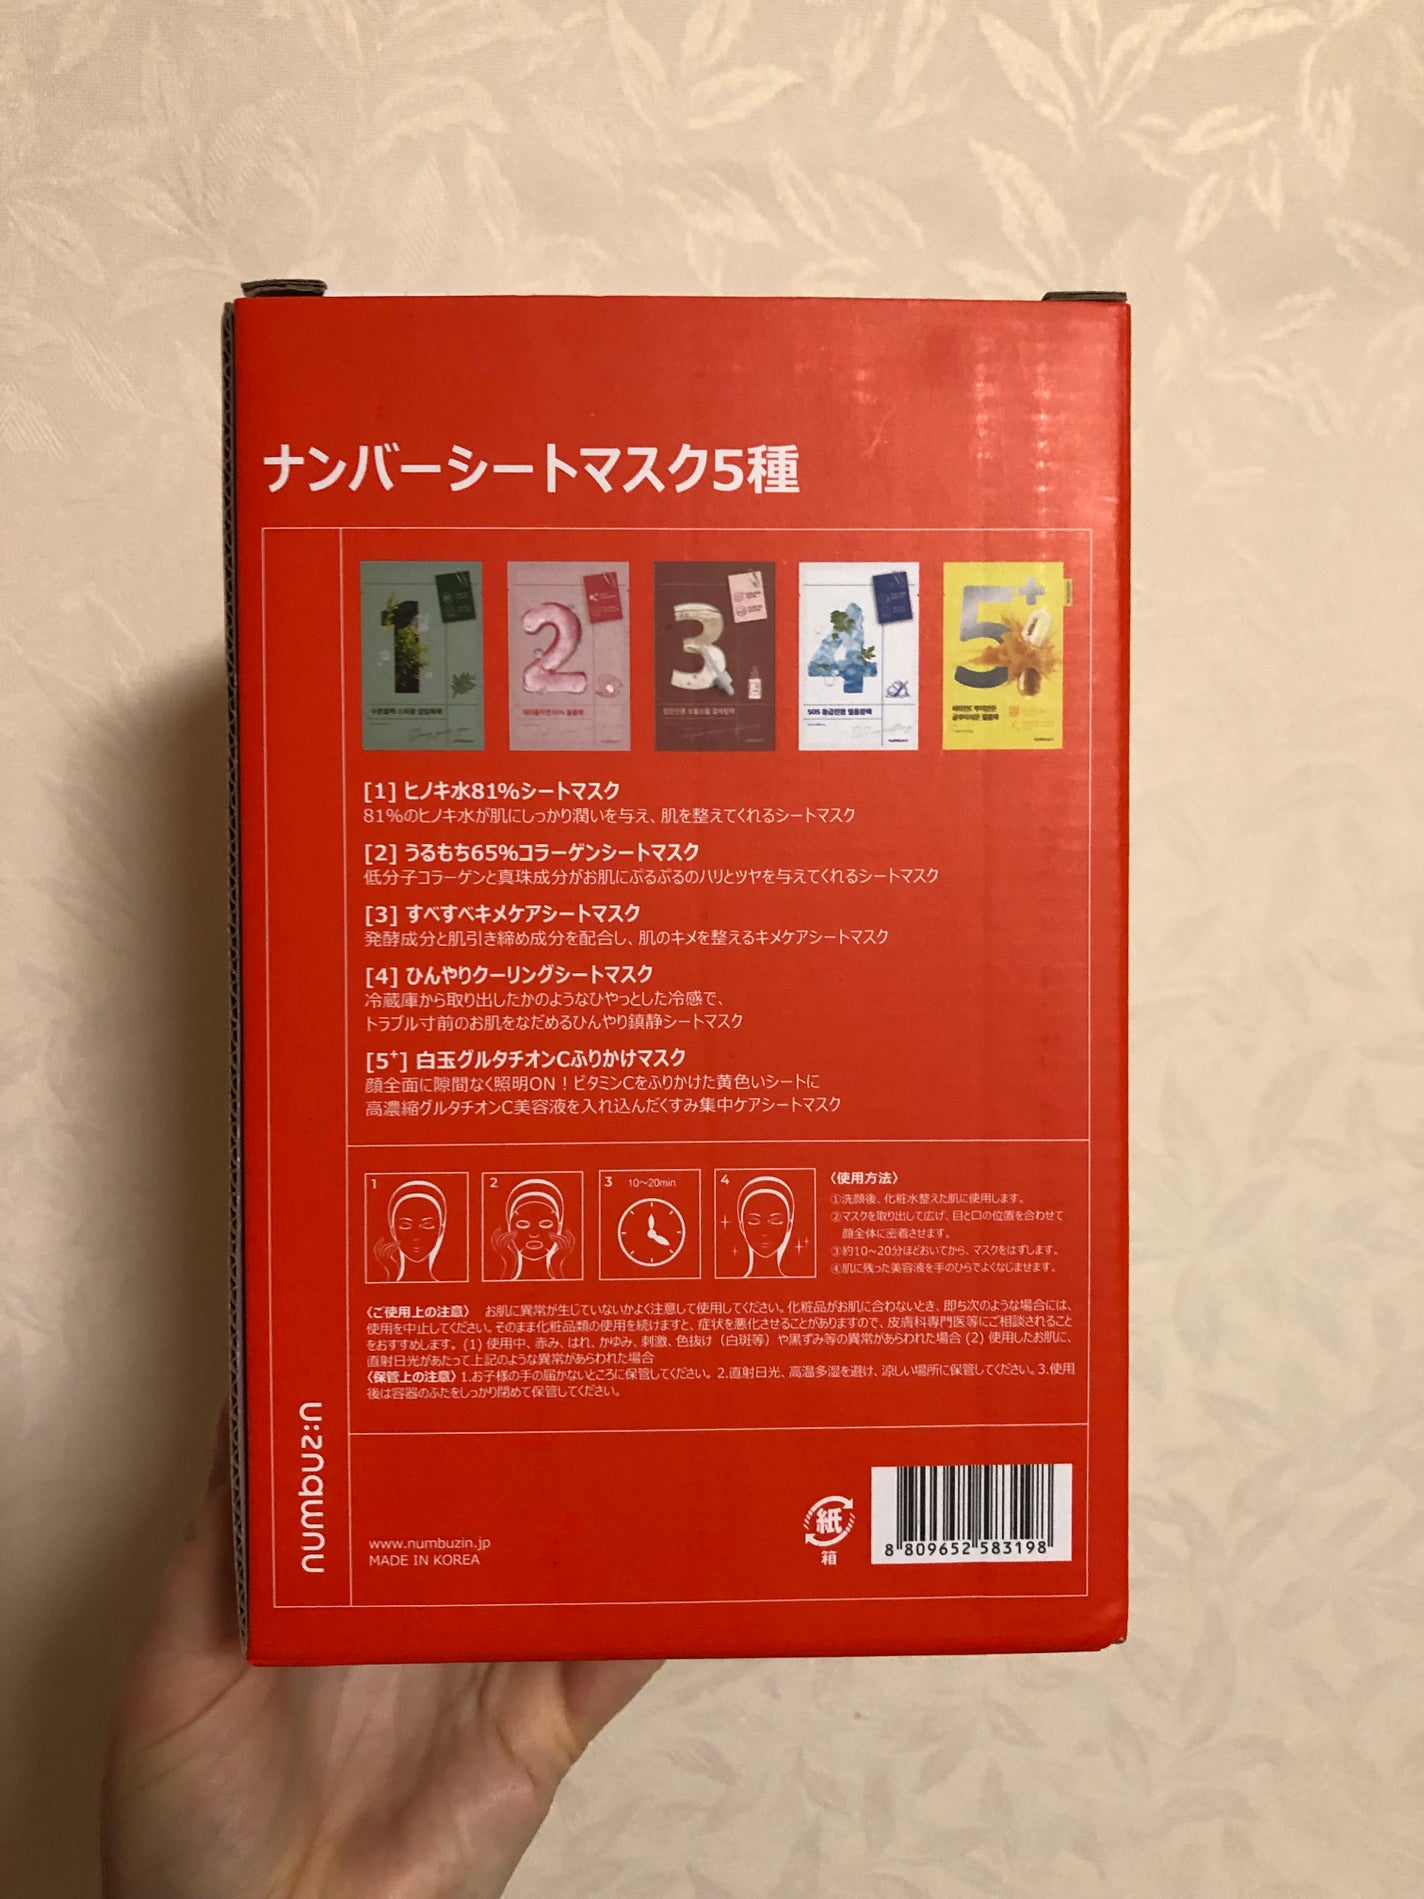 ナンバーシートマスク5種
1
2
3
4
5+
SOS 응급진정 얼음팩
[1] ヒノキ水81%シートマスク
81%のヒノキ水が肌にしっかり潤いを与え、肌を整えてくれるシートマスク
[2] うるもち65%コラーゲンシートマスク
低分子コラーゲンと真珠成分がお肌にぷるぷるのハリとツヤを与えてくれるシートマスク
[3] すべすべキメケアシートマスク
発酵成分と肌引き締め成分を配合し、肌のキメを整えるキメケアシートマスク
[4] ひんやりクーリングシートマスク
冷蔵庫から取り出したかのようなひやっとした冷感で、
トラブル寸前のお肌をなだめるひんやり鎮静シートマスク
[5+] 白玉グルタチオンCふりかけマスク
顔全面に隙間なく照明ON！ビタミンCをふりかけた黄色いシートに
高濃縮グルタチオンC美容液を入れ込んだくすみ集中ケアシートマスク
1
2
3 10〜20min
4
〈使用方法〉
①洗顔後、化粧水整えた肌に使用します。
②マスクを取り出して広げ、目と口の位置を合わせて
顔全体に密着させます。
③約10〜20分ほどおいてから、マスクをはずします。
④肌に残った美容液を手のひらでよくなじませます。
〈ご使用上の注意〉 お肌に異常が生じていないかよく注意して使用してください。化粧品がお肌に合わないとき、即ち次のような場合には、
使用を中止してください。そのまま化粧品類の使用を続けますと、症状を悪化させることがありますので、皮膚科専門医等にご相談されること
をおすすめします。(1) 使用中、赤み、はれ、かゆみ、刺激、色抜け（白斑等）や黒ずみ等の異常があらわれた場合 (2) 使用したお肌に、
直射日光があたって上記のような異常があらわれた場合
〈保管上の注意〉1.お子様の手の届かないところに保管してください。2.直射日光、高温多湿を避け、涼しい場所に保管してください。3.使用
後は容器のふたをしっかり閉めて保管してください。
numbuz:n
www.numbuzin.jp
MADE IN KOREA
紙
箱
8 809652 583198